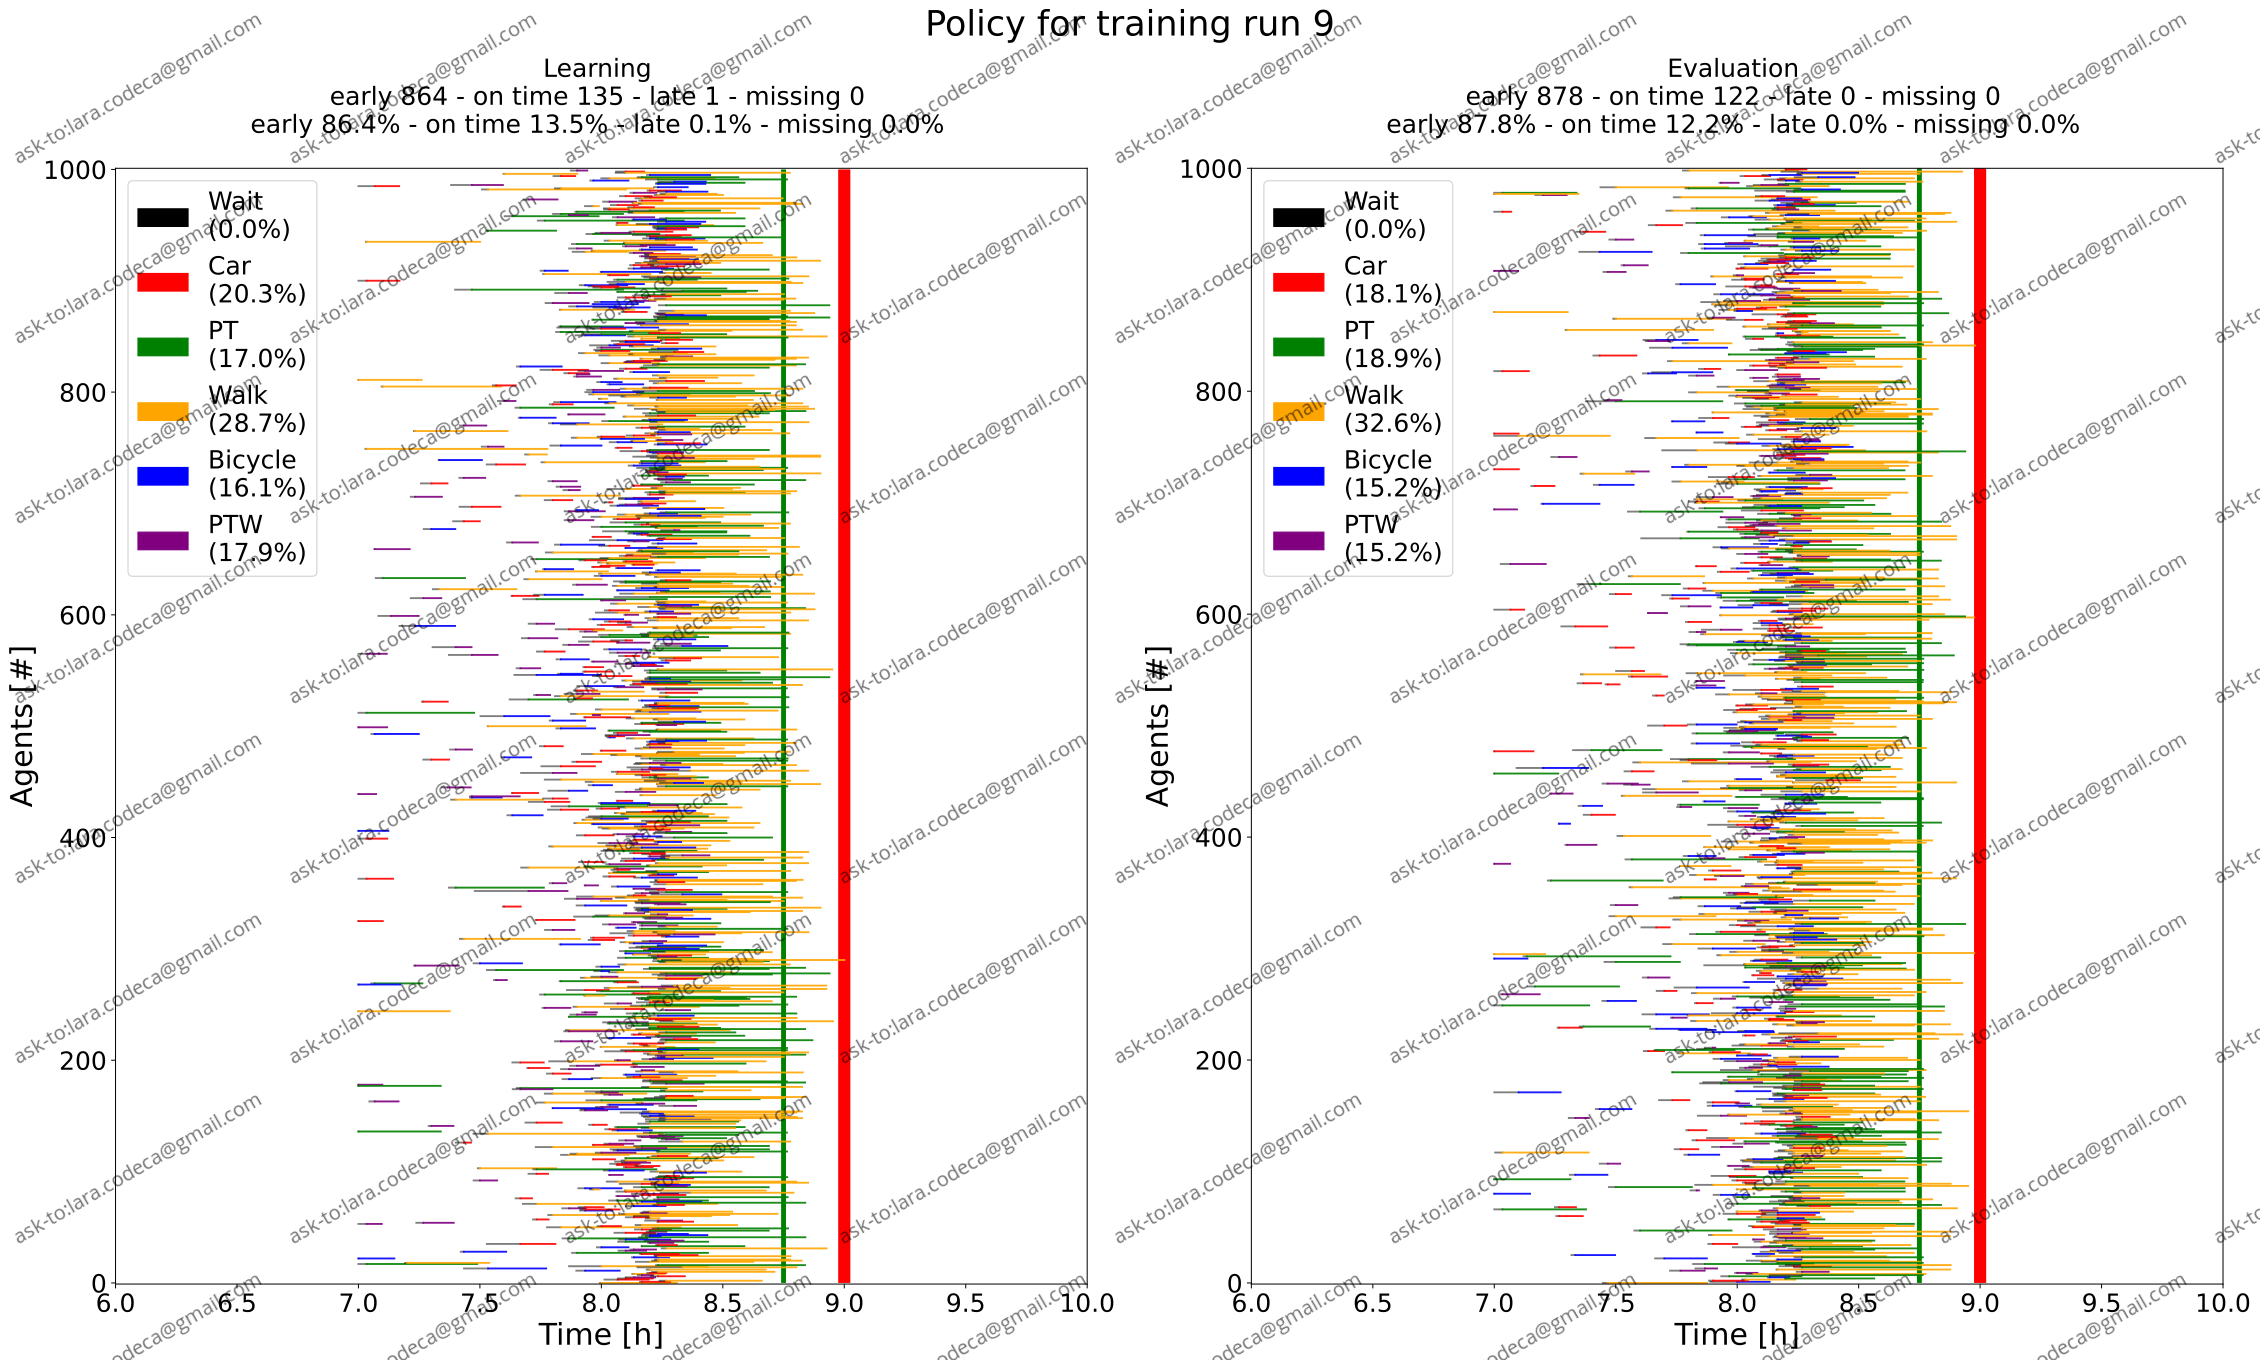 Policy for training run 9
Learning
early 864 - on time 135 - late 1 - missing 0
early 86.4% - on time 13.5% - late 0.1% - missing 0.0%
1000
800
600
400
200
0
Agents [#]
Wait
(0.0%)
Car
(20.3%)
PT
(17.0%)
Walk
(28.7%)
Bicycle
(16.1%)
PTW
(17.9%)
6.0 6.5 7.0 7.5 8.0 8.5 9.0 9.5 10.0
Time [h]
Evaluation
early 878 - on time 122 - late 0 - missing 0
early 87.8% - on time 12.2% - late 0.0% - missing 0.0%
1000
800
600
400
200
0
Agents [#]
Wait
(0.0%)
Car
(18.1%)
PT
(18.9%)
Walk
(32.6%)
Bicycle
(15.2%)
PTW
(15.2%)
6.0 6.5 7.0 7.5 8.0 8.5 9.0 9.5 10.0
Time [h]
ask-to:lara.codeca@gmail.com